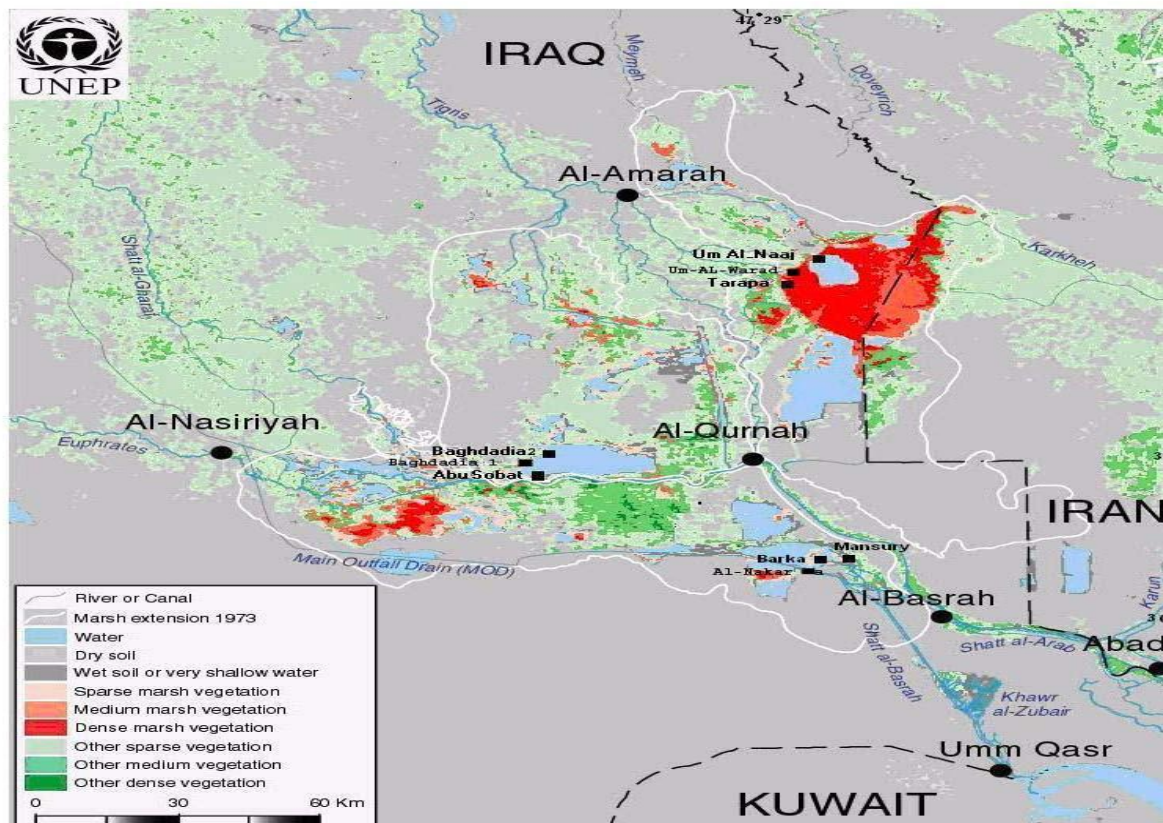 UNEP
47° 29"
IRAQ
Meymeh
Doveyrich
Tigris
Al-Amarah
Shatt al-Gharaf
Um Al_Naaj
Um-AL-Warad
Tarapa
Karkheh
Al-Nasiriyah
Euphrates
Al-Qurnah
Baghdadia2
Baghdadia 1
AbuSobat
IRAN
Main Outfall Drain (MOD)
Barka
Mansury
Al-Basrah
Karun
Shatt al-Arab
Abad
Shatt al-Basrah
Khawr
al-Zubair
Umm Qasr
KUWAIT
River or Canal
Marsh extension 1973
Water
Dry soil
Wet soil or very shallow water
Sparse marsh vegetation
Medium marsh vegetation
Dense marsh vegetation
Other sparse vegetation
Other medium vegetation
Other dense vegetation
0 30 60 Km